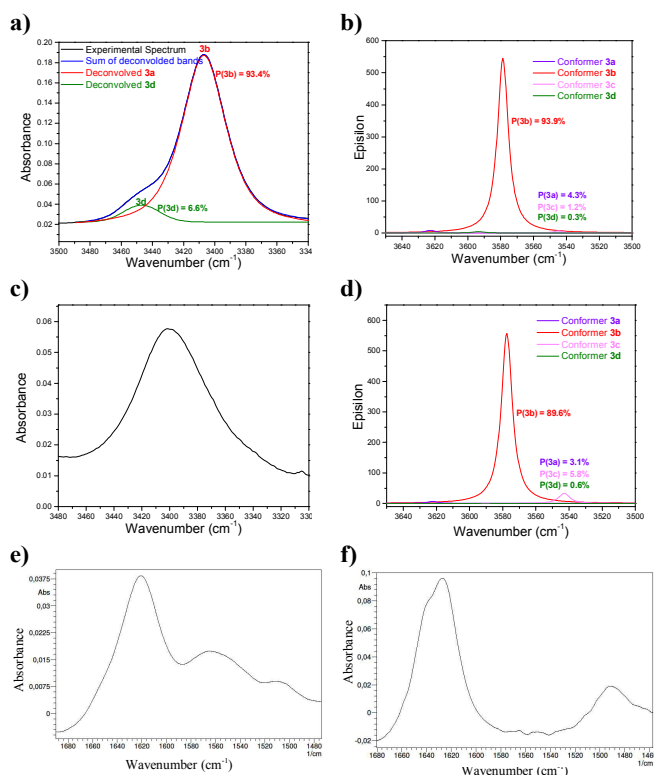 a)
0.20
0.18
0.16
0.14
0.12
0.10
0.08
0.06
0.04
0.02
0.00
Absorbance
3b
Experimental Spectrum
Sum of deconvolded bands
Deconvolved 3a
Deconvolved 3d
P(3b) = 93.4%
3d
P(3d) = 6.6%
3500 3480 3460 3440 3420 3400 3380 3360 334
Wavenumber (cm-1)
b)
600
500
400
300
200
100
0
Episilon
Conformer 3a
Conformer 3b
Conformer 3c
Conformer 3d
P(3b) = 93.9%
P(3a) = 4.3%
P(3c) = 1.2%
P(3d) = 0.3%
3640 3620 3600 3580 3560 3540 3520 3500
Wavenumber (cm-1)
c)
0.06
0.05
0.04
0.03
0.02
0.01
0.00
Absorbance
3480 3460 3440 3420 3400 3380 3360 3340 3320 330
Wavenumber (cm-1)
d)
600
500
400
300
200
100
0
Episilon
Conformer 3a
Conformer 3b
Conformer 3c
Conformer 3d
P(3b) = 89.6%
P(3a) = 3.1%
P(3c) = 5.8%
P(3d) = 0.6%
3640 3620 3600 3580 3560 3540 3520 3500
Wavenumber (cm-1)
e)
0,0375
Abs
0,03
0,0225
0,015
0,0075
0
Absorbance
1680 1660 1640 1620 1600 1580 1560 1540 1520 1500 1480
1/cm
Wavenumber (cm-1)
f)
0,1
Abs
0,08
0,06
0,04
0,02
0
-0,02
Absorbance
1680 1660 1640 1620 1600 1580 1560 1540 1520 1500 1480 146
1/cm
Wavenumber (cm-1)